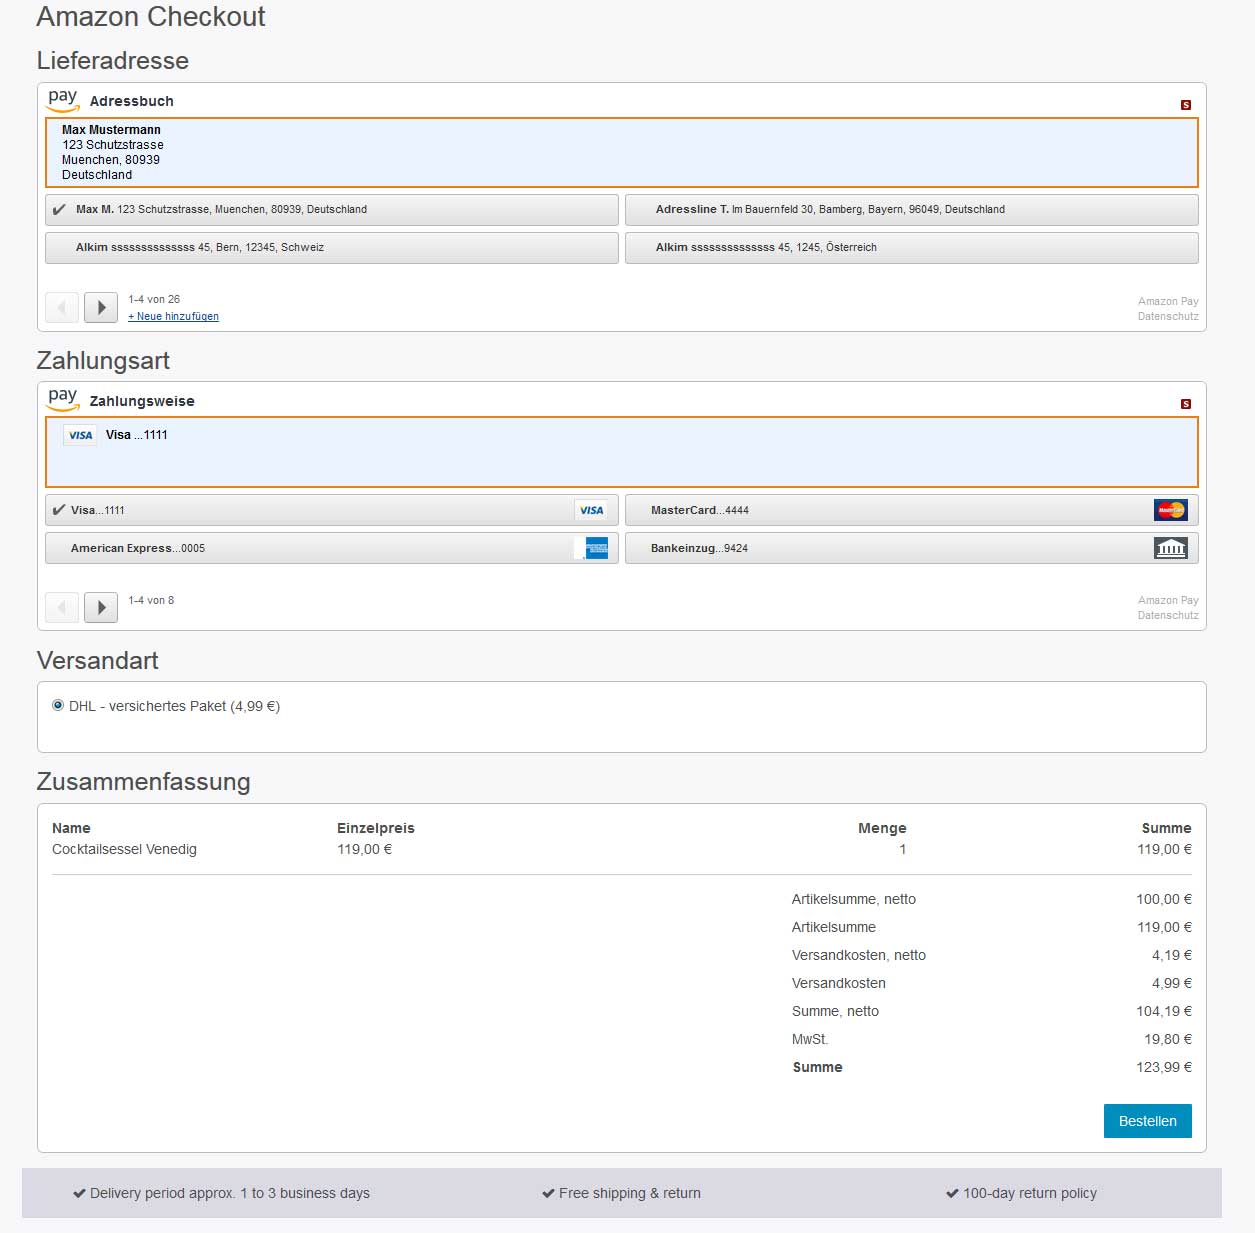 Amazon Checkout
Lieferadresse
pay Adressbuch
S
Max Mustermann
123 Schutzstrasse
Muenchen, 80939
Deutschland
Max M. 123 Schutzstrasse, Muenchen, 80939, Deutschland
Adressline T. Im Bauernfeld 30, Bamberg, Bayern, 96049, Deutschland
Alkim ssssssssssssss 45, Bern, 12345, Schweiz
Alkim ssssssssssssss 45, 1245, Österreich
1-4 von 26
+ Neue hinzufügen
Amazon Pay
Datenschutz
Zahlungsart
pay Zahlungsweise
S
VISA Visa ...1111
Visa...1111 VISA
MasterCard...4444 MasterCard
American Express...0005
Bankeinzug...9424
1-4 von 8
Amazon Pay
Datenschutz
Versandart
DHL - versichertes Paket (4,99 €)
Zusammenfassung
Name Einzelpreis Menge Summe
Cocktailsessel Venedig 119,00 € 1 119,00 €
Artikelsumme, netto 100,00 €
Artikelsumme 119,00 €
Versandkosten, netto 4,19 €
Versandkosten 4,99 €
Summe, netto 104,19 €
MwSt. 19,80 €
Summe 123,99 €
Bestellen
Delivery period approx. 1 to 3 business days
Free shipping & return
100-day return policy